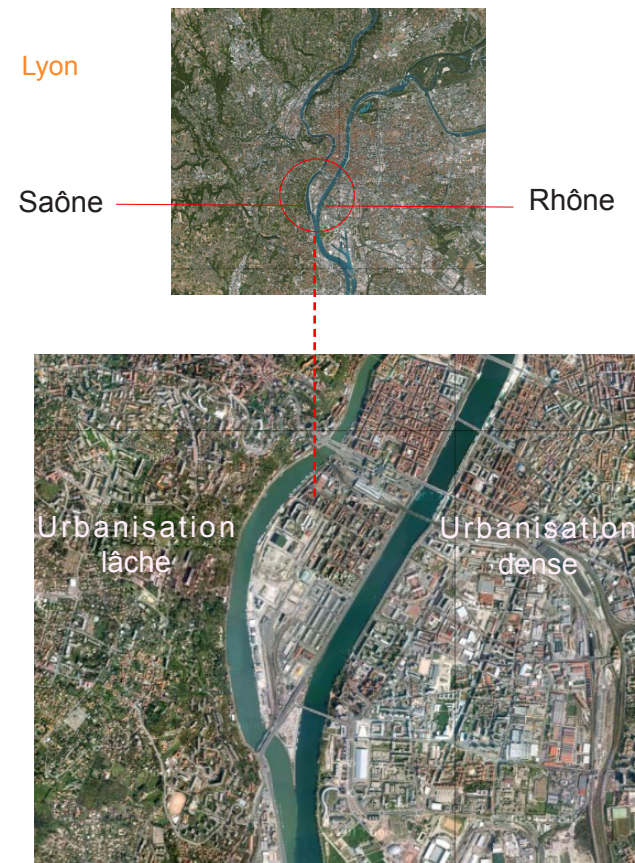 Lyon
Saône
Rhône
Urbanisation
lâche
Urbanisation
dense